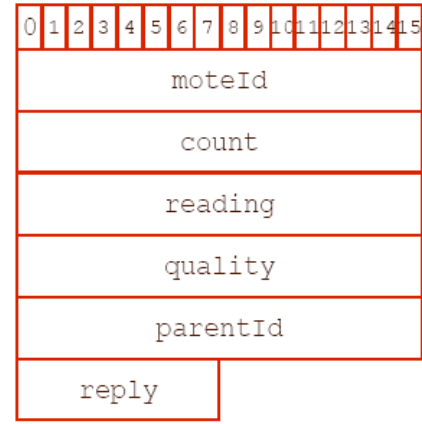 0 1 2 3 4 5 6 7 8 9 10 11 12 13 14 15
moteId
count
reading
quality
parentId
reply